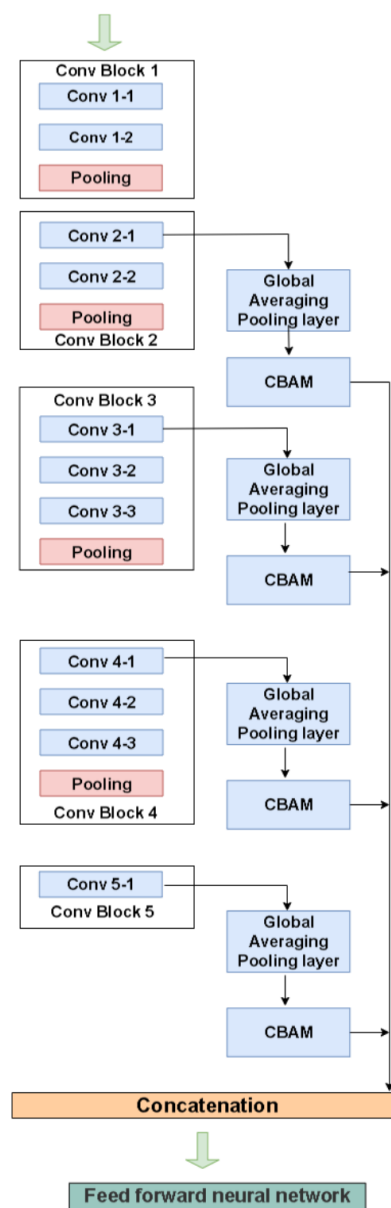 Conv Block 1
Conv 1-1
Conv 1-2
Pooling
Conv 2-1
Conv 2-2
Pooling
Conv Block 2
Global
Averaging
Pooling layer
CBAM
Conv Block 3
Conv 3-1
Conv 3-2
Conv 3-3
Pooling
Global
Averaging
Pooling layer
CBAM
Conv 4-1
Conv 4-2
Conv 4-3
Pooling
Conv Block 4
Global
Averaging
Pooling layer
CBAM
Conv 5-1
Conv Block 5
Global
Averaging
Pooling layer
CBAM
Concatenation
Feed forward neural network